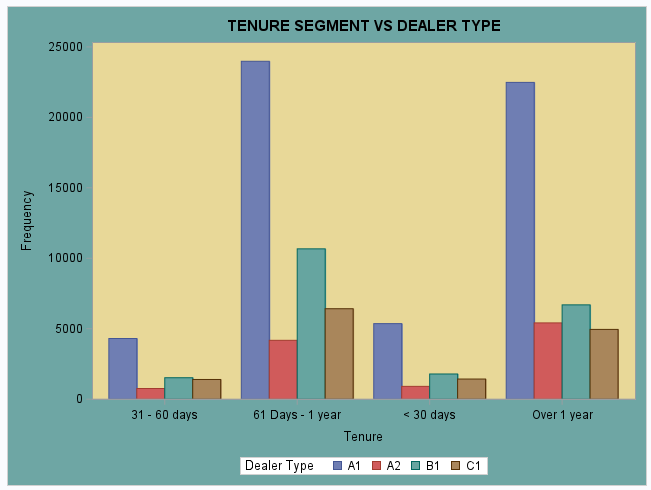 TENURE SEGMENT VS DEALER TYPE
25000
20000
15000
10000
5000
0
Frequency
31 - 60 days
61 Days - 1 year
< 30 days
Over 1 year
Tenure
Dealer Type A1 A2 B1 C1